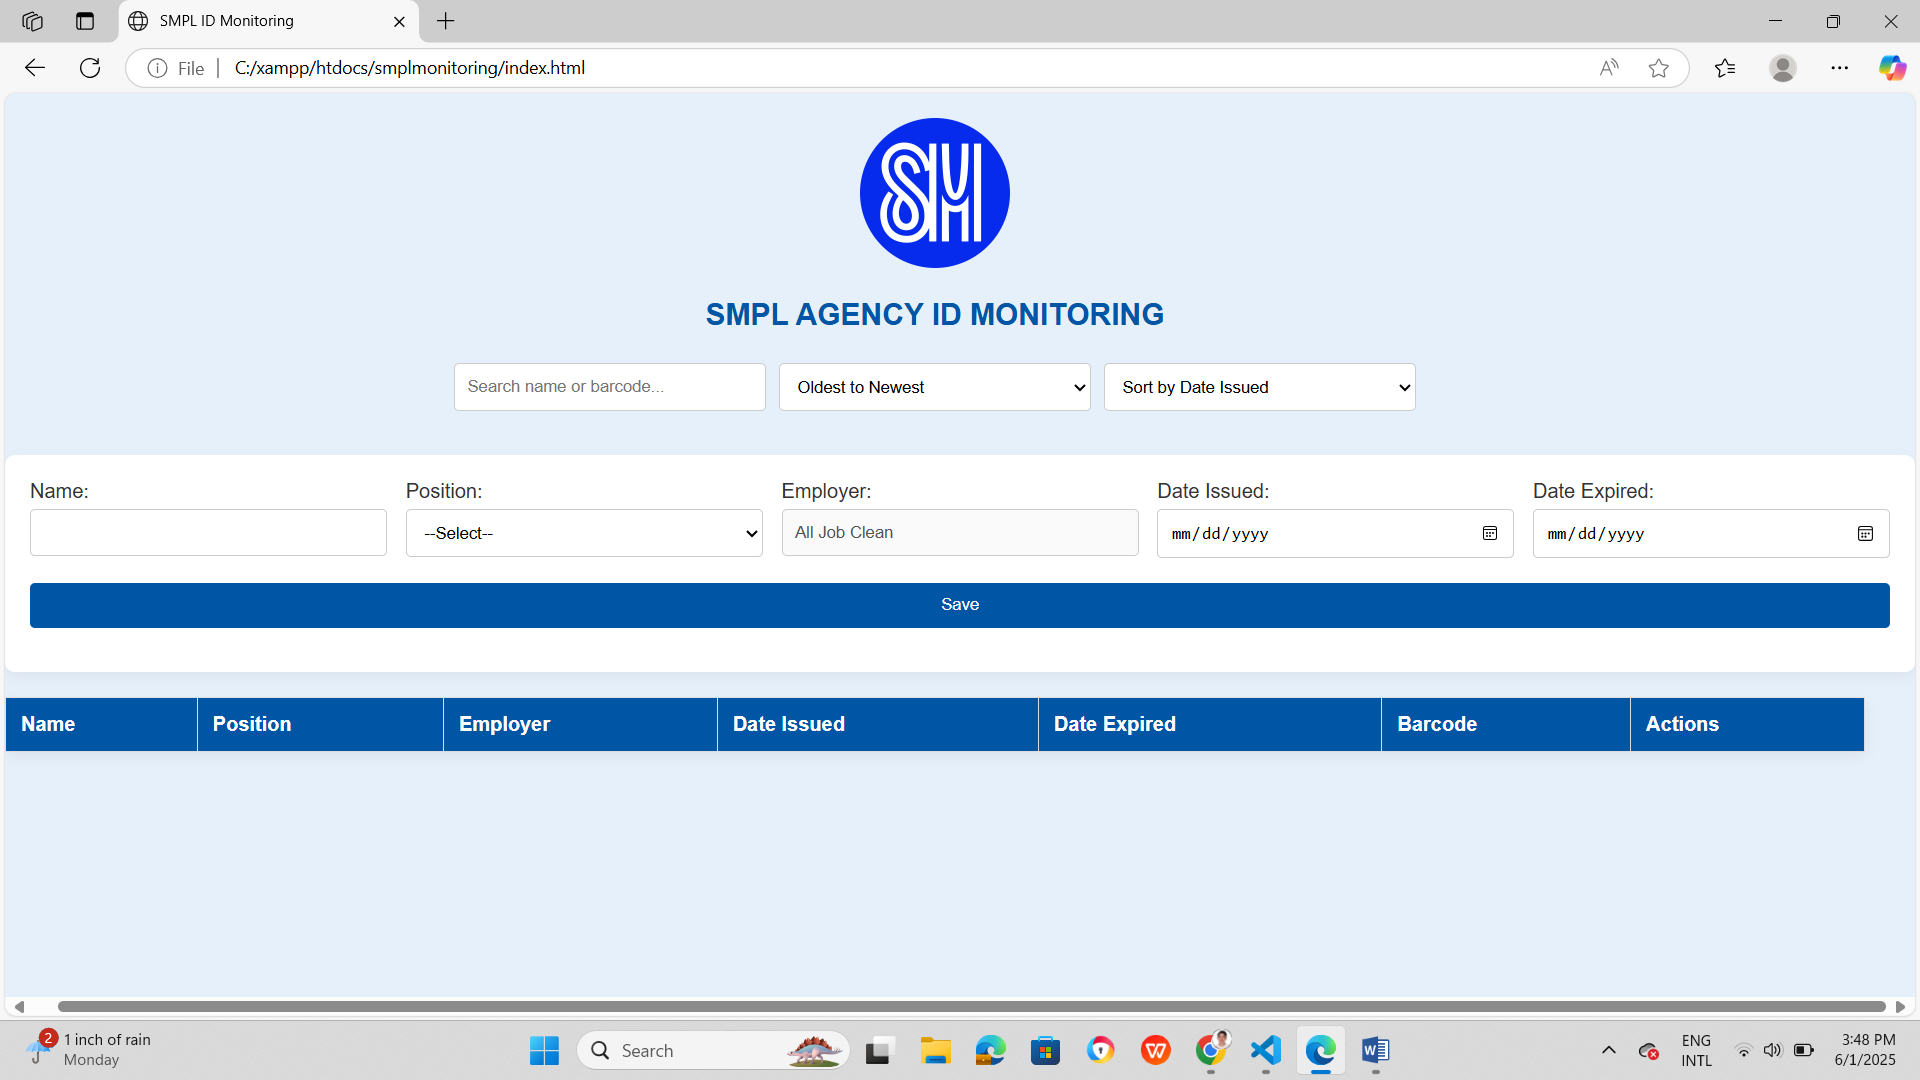 SMPL ID Monitoring
File C:/xampp/htdocs/smplmonitoring/index.html
SM
SMPL AGENCY ID MONITORING
Search name or barcode... Oldest to Newest Sort by Date Issued
Name: Position: Employer: Date Issued: Date Expired:
--Select-- All Job Clean mm/dd/yyyy mm/dd/yyyy
Save
Name Position Employer Date Issued Date Expired Barcode Actions
2 1 inch of rain
Monday
Search
W
W
ENG
INTL
3:48 PM
6/1/2025